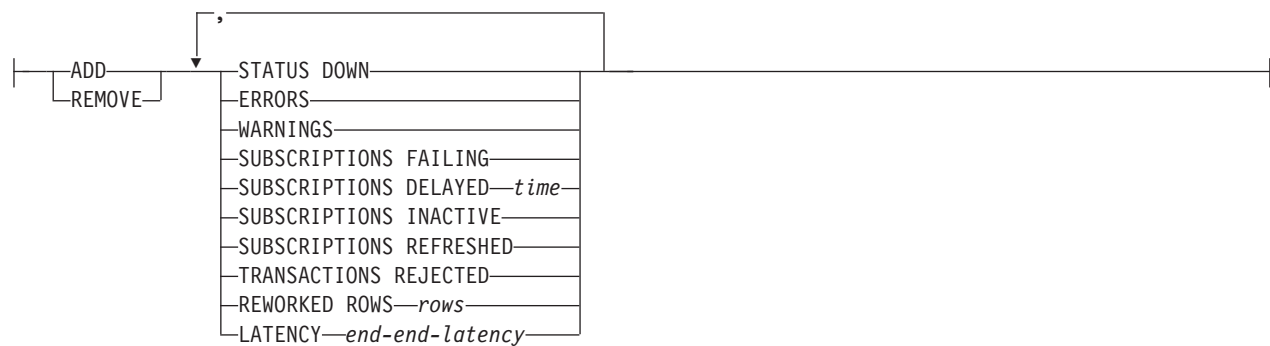 ,
ADD STATUS DOWN
REMOVE ERRORS
WARNINGS
SUBSCRIPTIONS FAILING
SUBSCRIPTIONS DELAYED time
SUBSCRIPTIONS INACTIVE
SUBSCRIPTIONS REFRESHED
TRANSACTIONS REJECTED
REWORKED ROWS rows
LATENCY end-end-latency